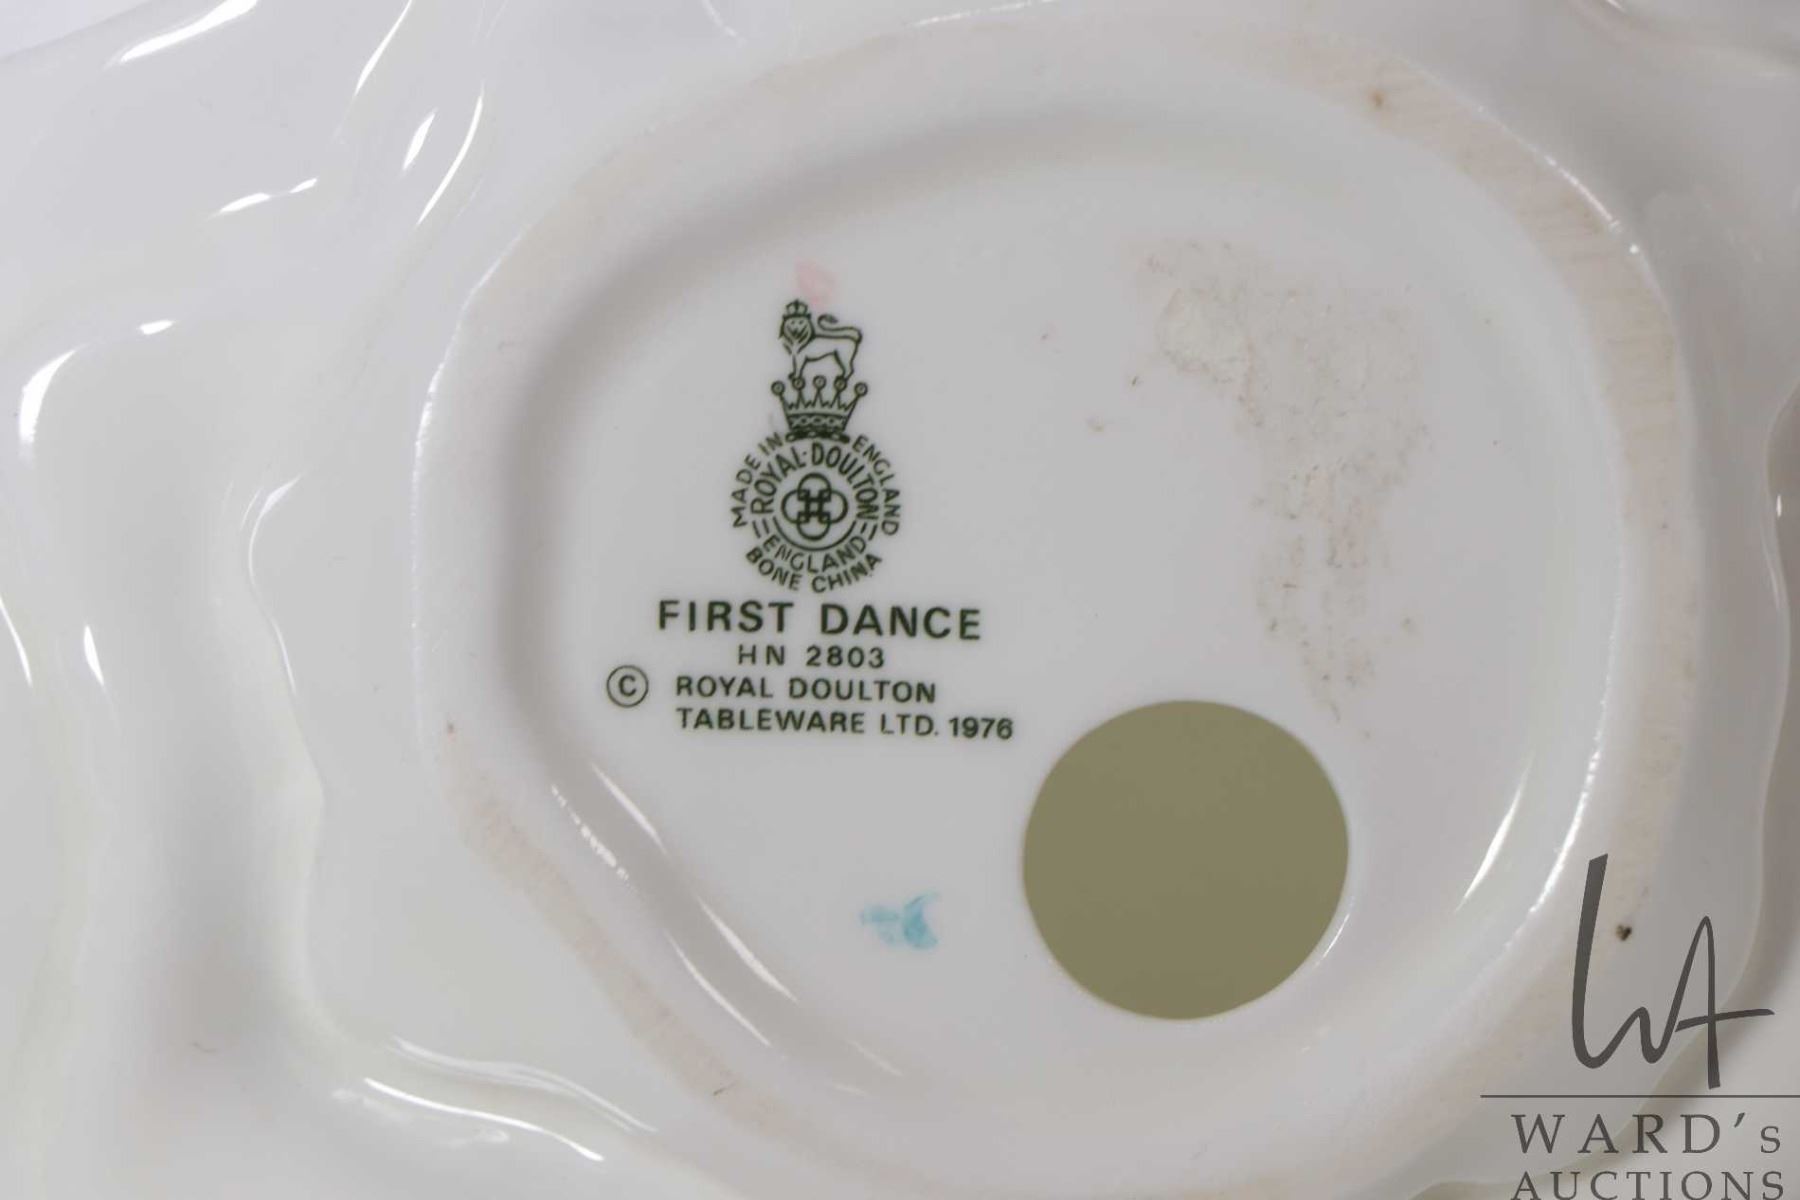 MADE IN ENGLAND
ROYAL·DOULTON
ENGLAND
BONE CHINA
FIRST DANCE
HN 2803
© ROYAL DOULTON
TABLEWARE LTD. 1976
WA
WARD's
AUCTIONS